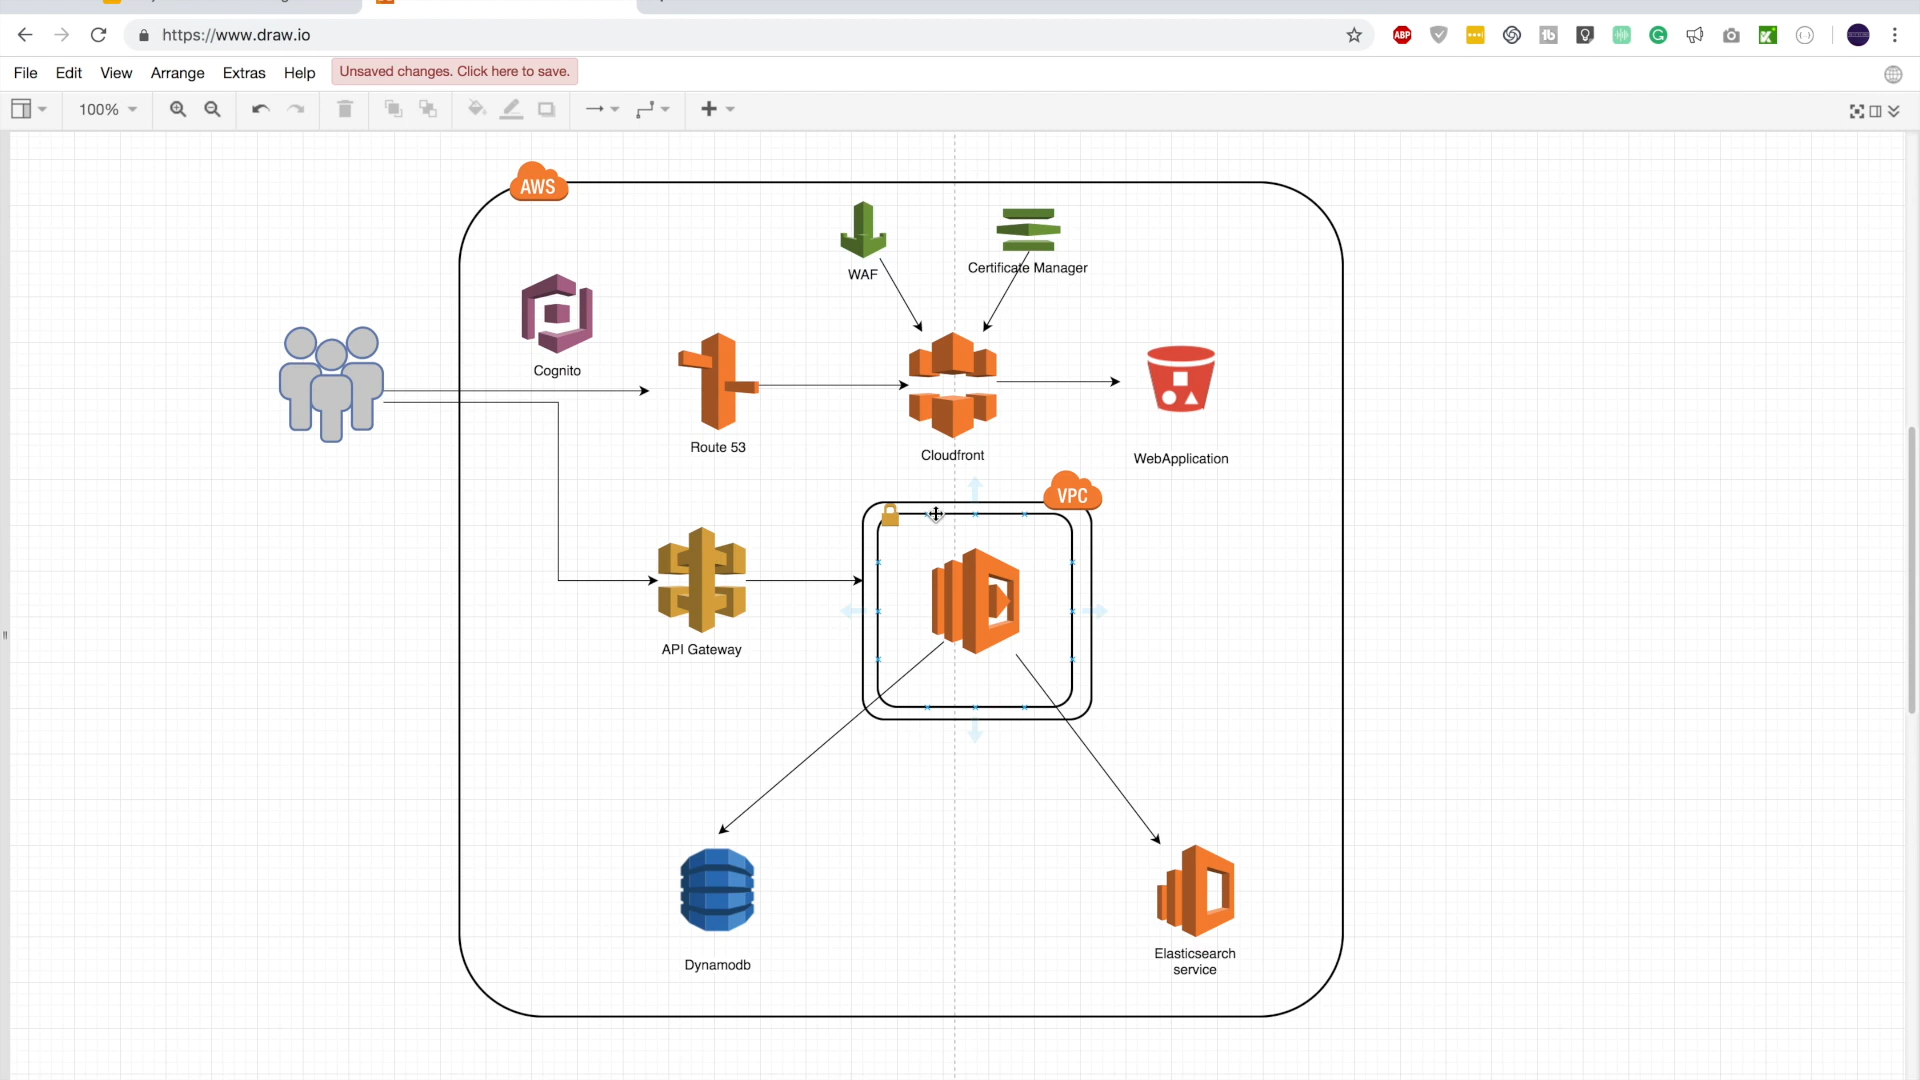 https://www.draw.io
ABP
File Edit View Arrange Extras Help Unsaved changes. Click here to save.
100%
AWS
WAF
Certificate Manager
Cognito
Route 53
Cloudfront
WebApplication
VPC
API Gateway
Dynamodb
Elasticsearch
service